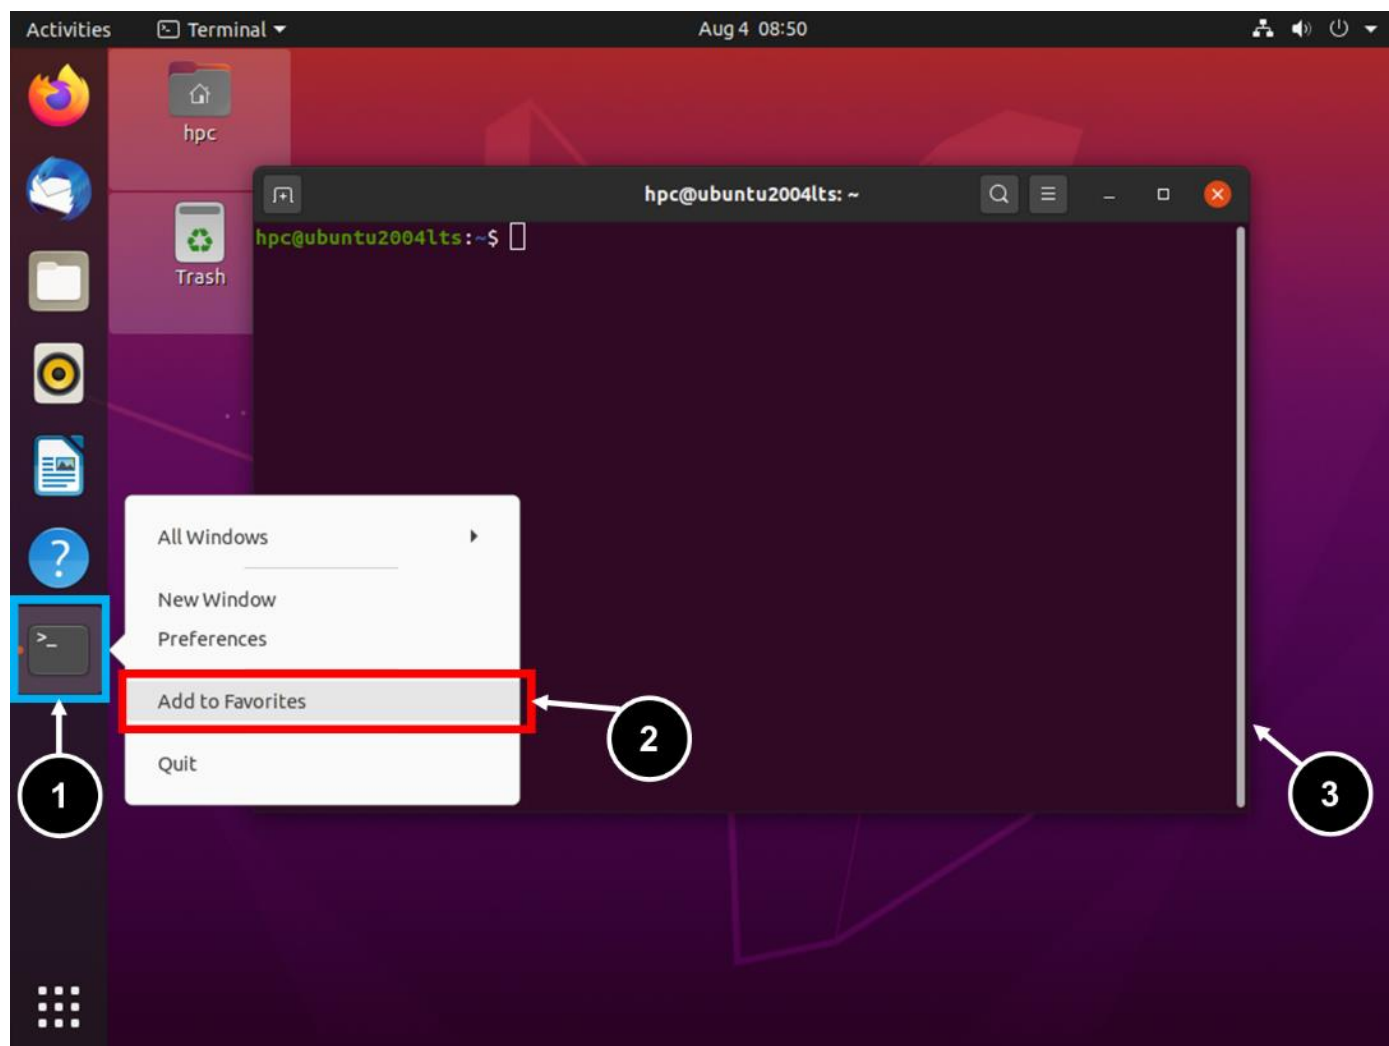 Activities Terminal Aug 4 08:50
hpc
hpc@ubuntu2004lts: ~
hpc@ubuntu2004lts:~$
Trash
?
All Windows
New Window
>_
Preferences
Add to Favorites
Quit
1
2
3